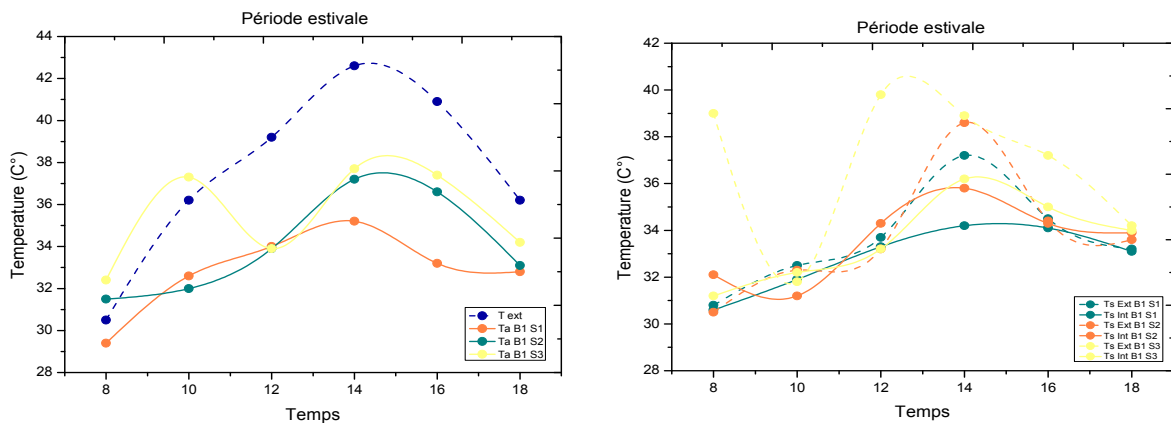 Période estivale
Temperature (C°)
44
42
40
38
36
34
32
30
28
8 10 12 14 16 18
Temps
T ext
Ta B1 S1
Ta B1 S2
Ta B1 S3
Période estivale
Temperature (C°)
42
40
38
36
34
32
30
28
8 10 12 14 16 18
Temps
Ts Ext B1 S1
Ts Int B1 S1
Ts Ext B1 S2
Ts Int B1 S2
Ts Ext B1 S3
Ts Int B1 S3